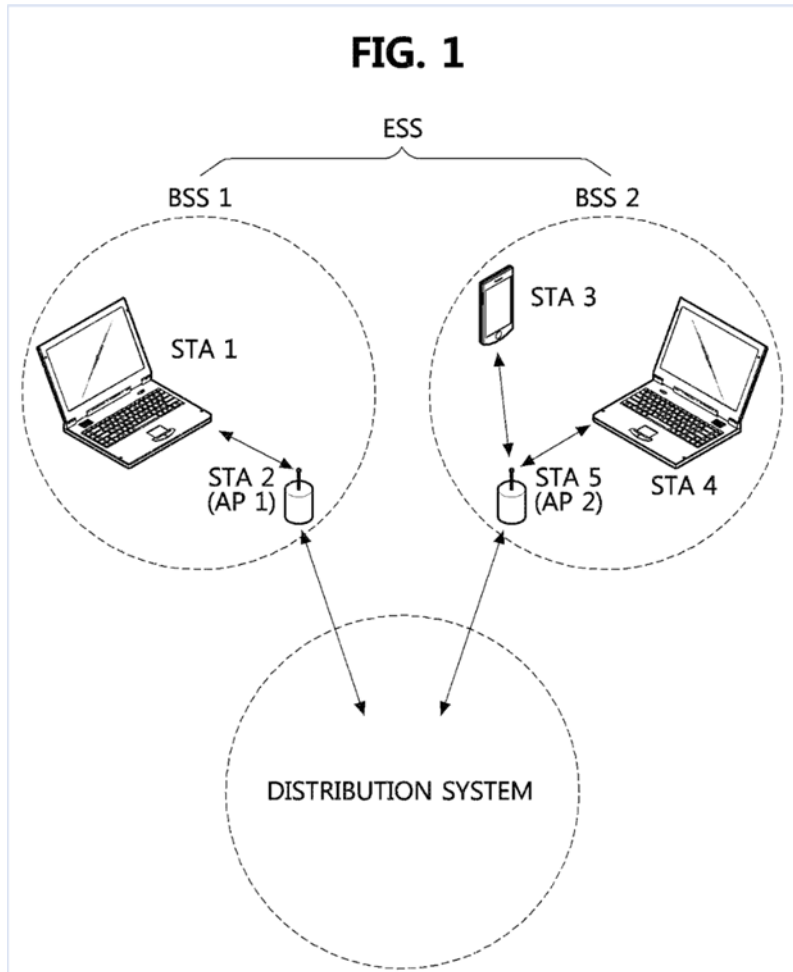 FIG. 1
ESS
BSS 1
BSS 2
STA 1
STA 2
(AP 1)
STA 3
STA 5
(AP 2)
STA 4
DISTRIBUTION SYSTEM